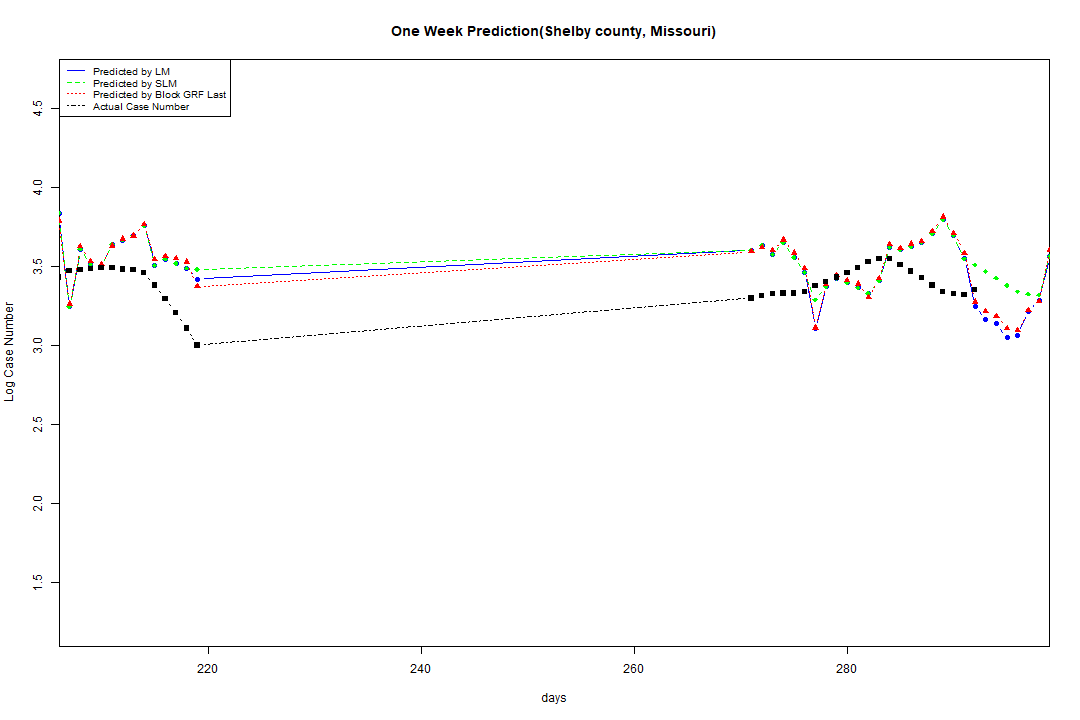 One Week Prediction(Shelby county, Missouri)
Predicted by LM
Predicted by SLM
Predicted by Block GRF Last
Actual Case Number
4.5
4.0
3.5
3.0
2.5
2.0
1.5
Log Case Number
220 240 260 280
days